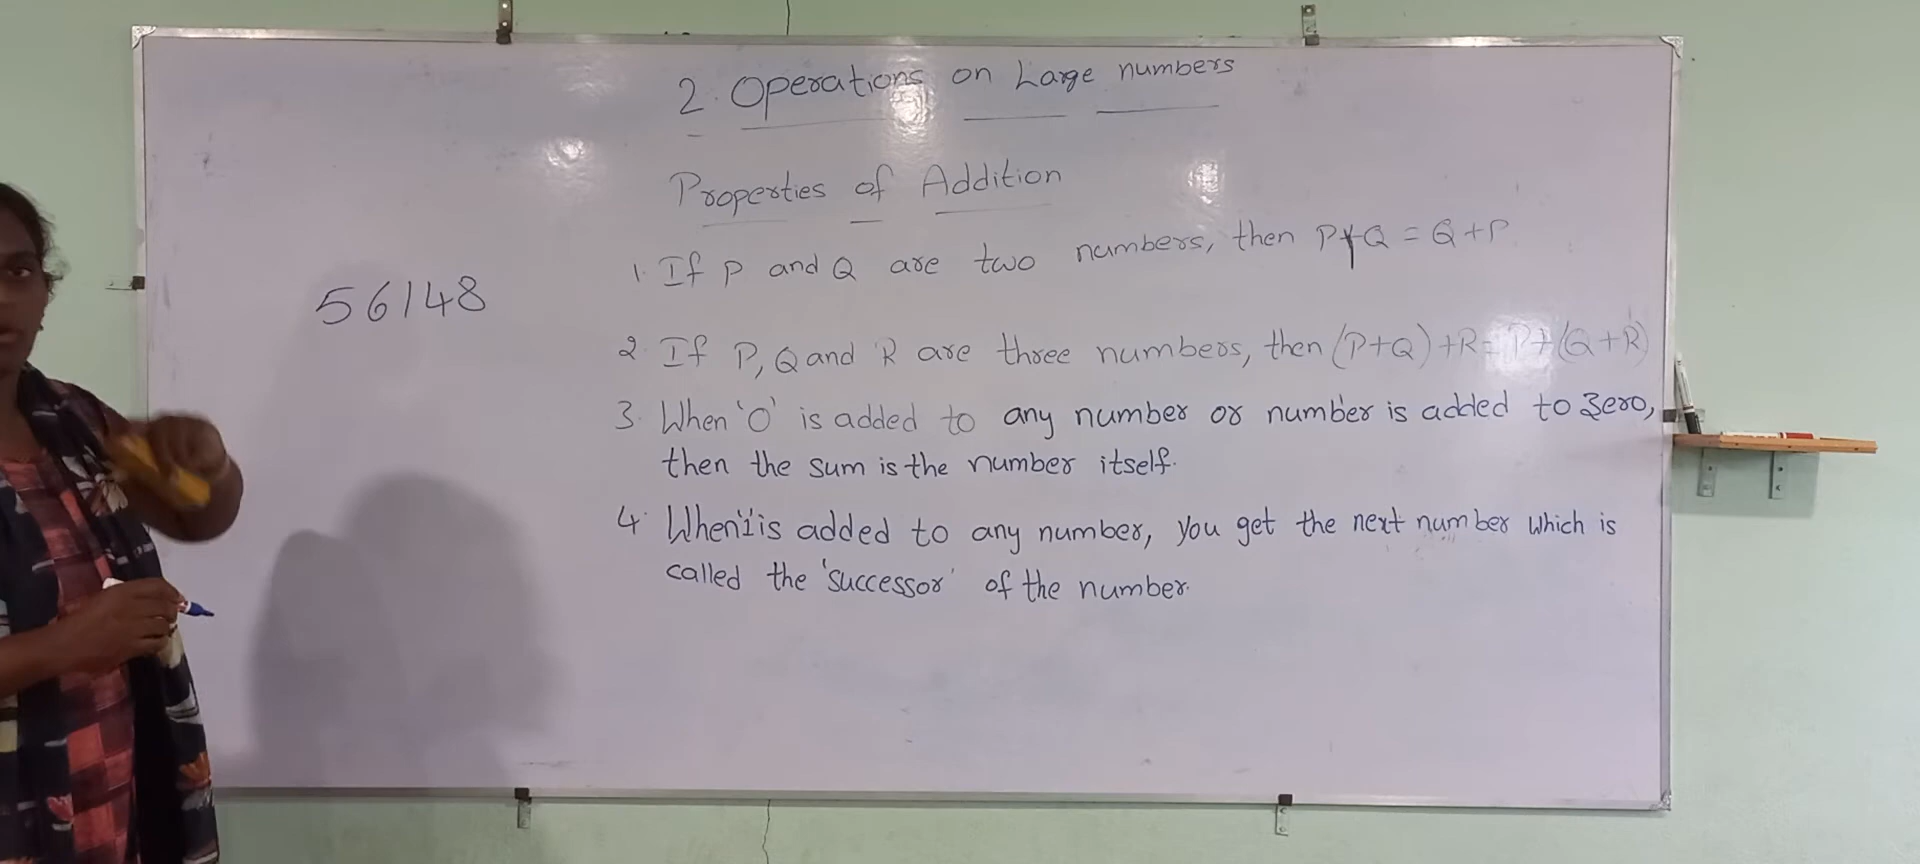 2. Operations on Large numbers
Properties of Addition
1. If P and Q are two numbers, then P+Q = Q+P
56148
2. If P, Q and R are three numbers, then (P+Q)+R=P+(Q+R)
3. When '0' is added to any number or number is added to zero,
then the sum is the number itself.
4. When '1' is added to any number, you get the next number which is
called the 'successor' of the number.